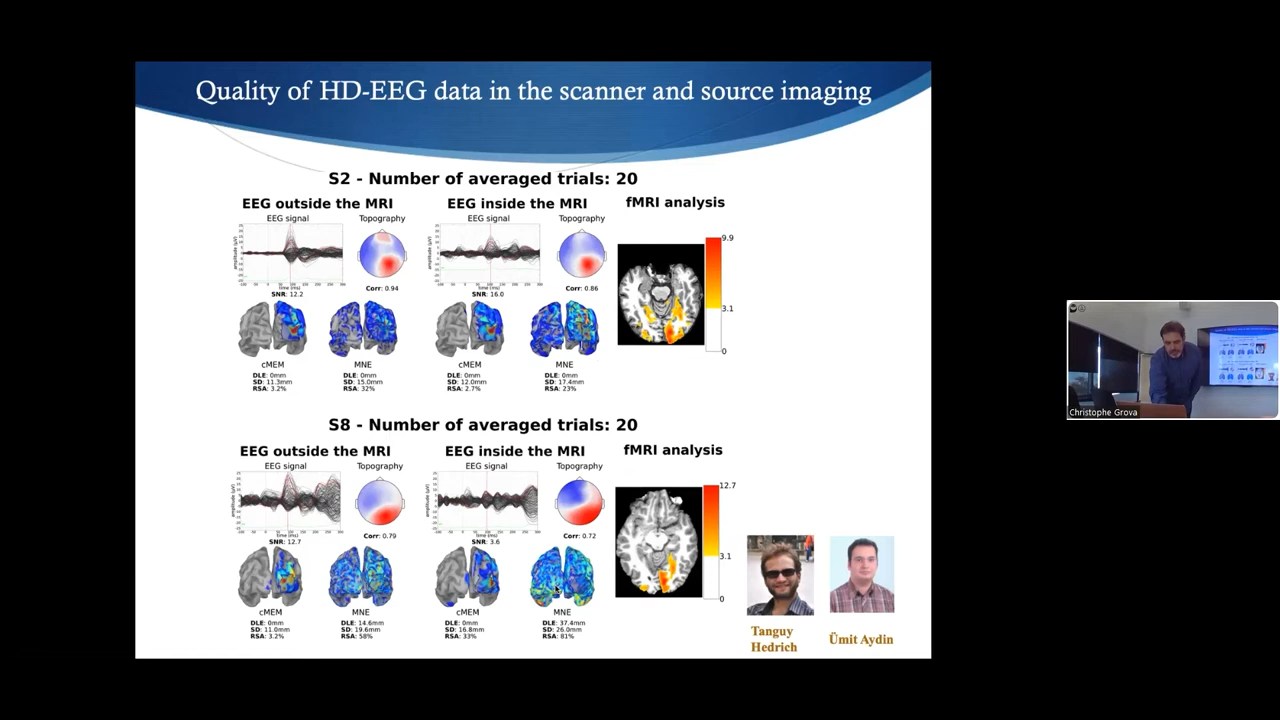 Quality of HD-EEG data in the scanner and source imaging
S2 - Number of averaged trials: 20
EEG outside the MRI
EEG inside the MRI
fMRI analysis
EEG signal
Topography
EEG signal
Topography
9.9
3.1
0
amplitude (µV)
Time (ms)
SNR: 12.2
Corr: 0.94
SNR: 16.0
Corr: 0.86
cMEM
MNE
cMEM
MNE
DLE: 0mm
SD: 11.3mm
RSA: 3.2%
DLE: 0mm
SD: 15.0mm
RSA: 32%
DLE: 0mm
SD: 12.0mm
RSA: 2.7%
DLE: 0mm
SD: 17.4mm
RSA: 23%
S8 - Number of averaged trials: 20
EEG outside the MRI
EEG inside the MRI
fMRI analysis
EEG signal
Topography
EEG signal
Topography
12.7
3.1
0
amplitude (µV)
Time (ms)
SNR: 12.7
Corr: 0.79
SNR: 3.6
Corr: 0.72
cMEM
MNE
cMEM
MNE
DLE: 0mm
SD: 11.0mm
RSA: 3.2%
DLE: 14.6mm
SD: 19.6mm
RSA: 58%
DLE: 0mm
SD: 16.8mm
RSA: 33%
DLE: 37.4mm
SD: 26.0mm
RSA: 81%
Tanguy
Hedrich
Ümit Aydin
Christophe Grova